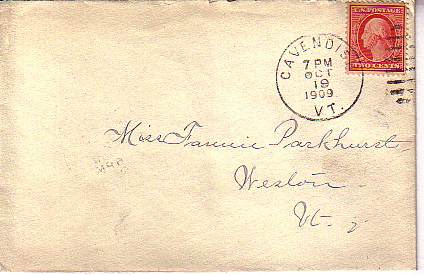 U.S. POSTAGE
TWO CENTS
CAVENDISH
7 PM
OCT
19
1909
VT.
Miss Fannie Parkhurst
Weston
Vt.